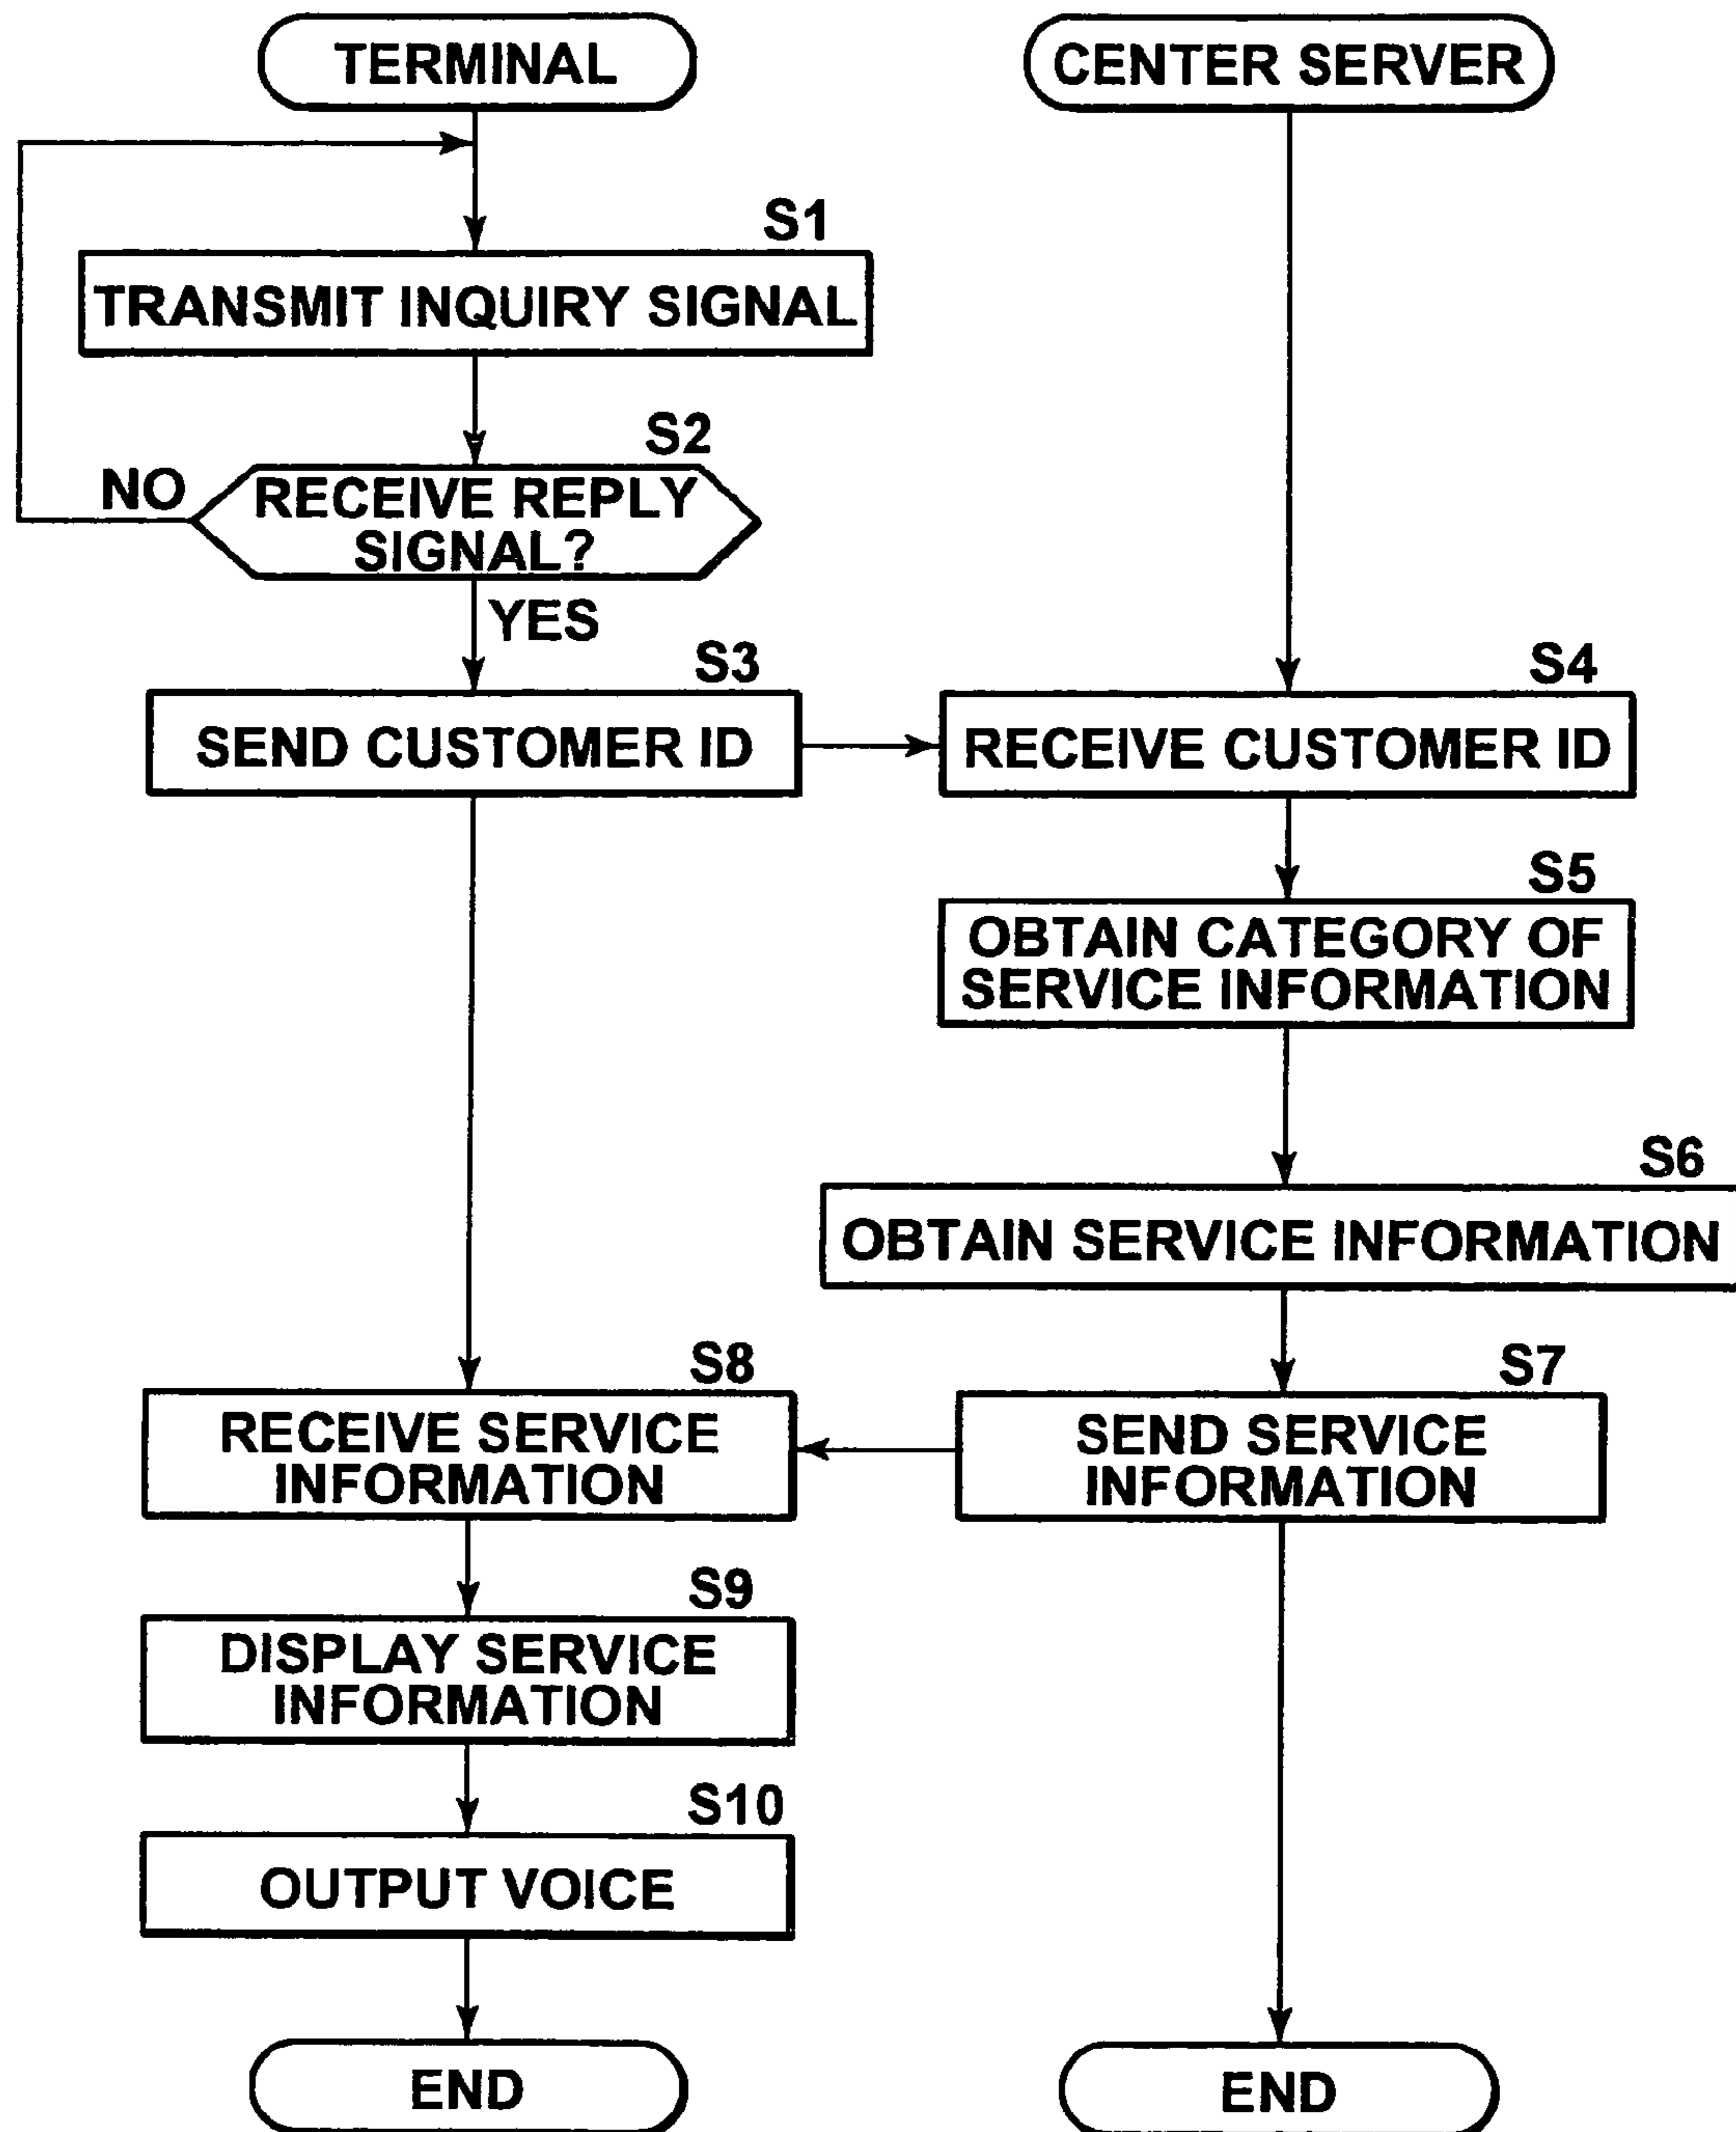 TERMINAL
CENTER SERVER
S1
TRANSMIT INQUIRY SIGNAL
S2
NO
RECEIVE REPLY
SIGNAL?
YES
S3
SEND CUSTOMER ID
S4
RECEIVE CUSTOMER ID
S5
OBTAIN CATEGORY OF
SERVICE INFORMATION
S6
OBTAIN SERVICE INFORMATION
S7
SEND SERVICE
INFORMATION
S8
RECEIVE SERVICE
INFORMATION
S9
DISPLAY SERVICE
INFORMATION
S10
OUTPUT VOICE
END
END